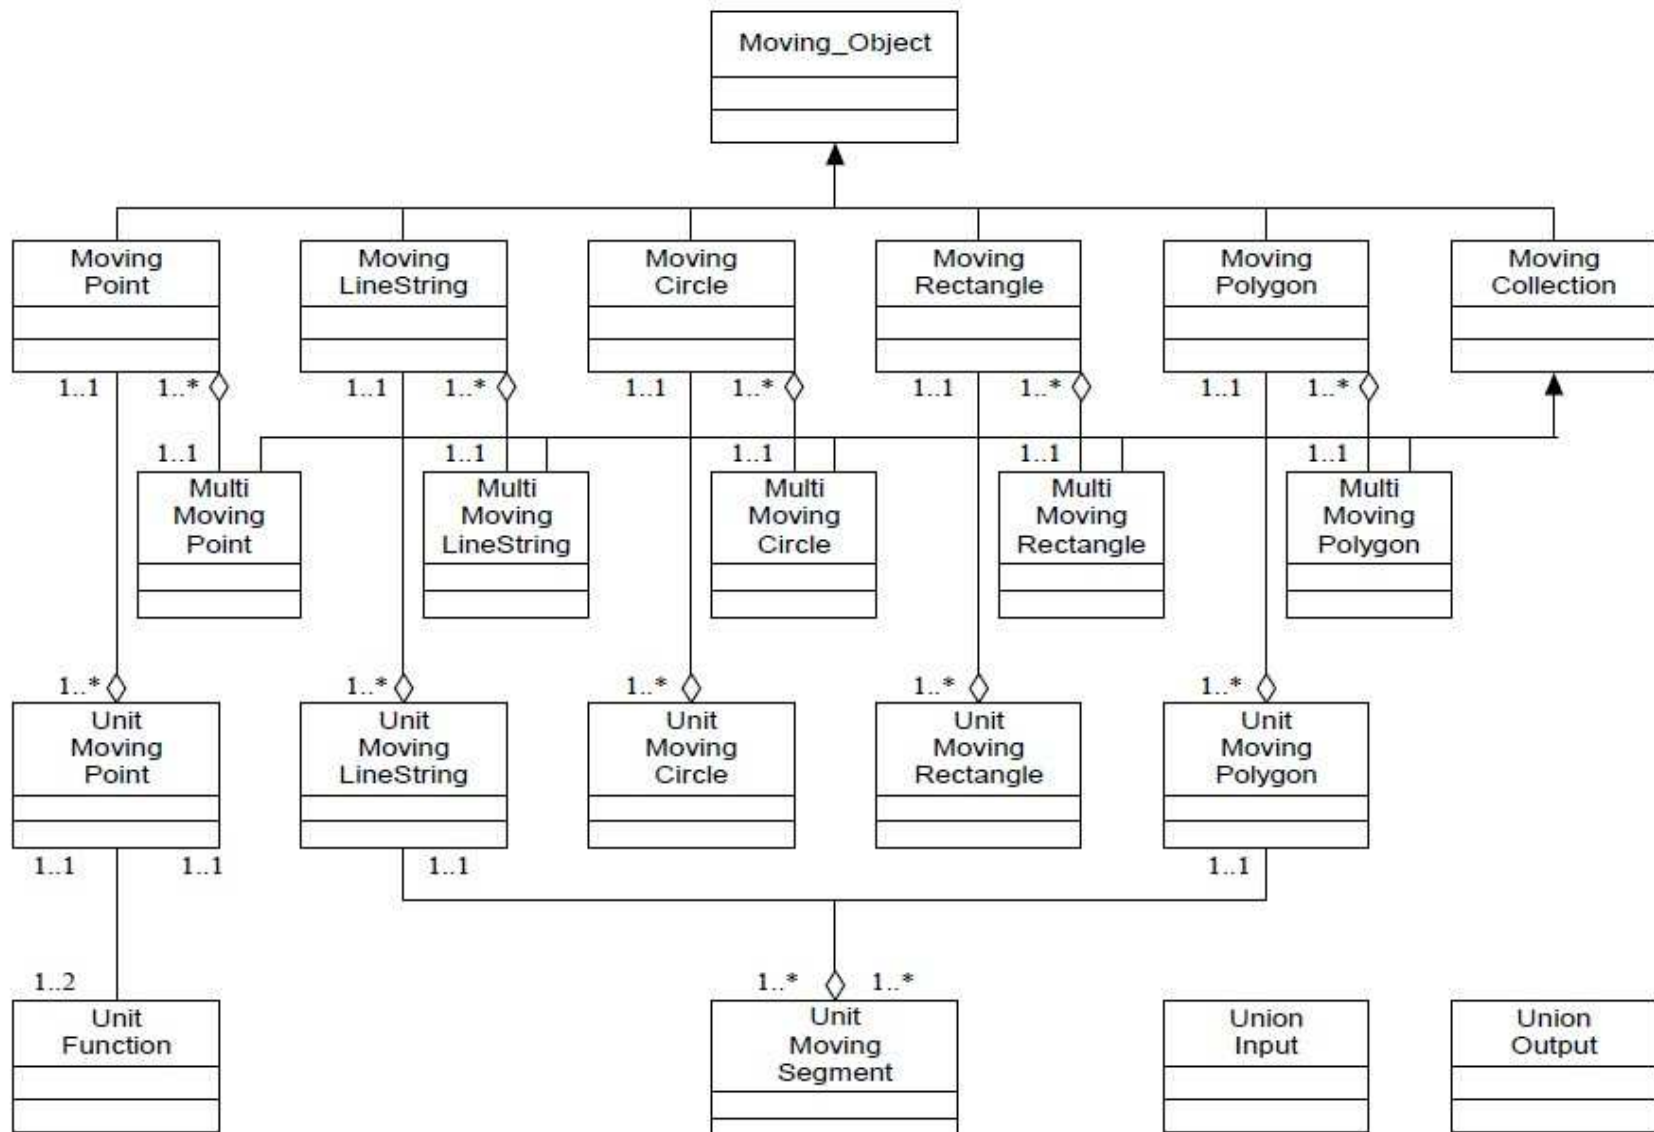 Moving_Object
Moving
Point
Moving
LineString
Moving
Circle
Moving
Rectangle
Moving
Polygon
Moving
Collection
1..1 1..* 1..1 1..* 1..1 1..* 1..1 1..* 1..1 1..*
1..1 1..1 1..1 1..1 1..1
Multi
Moving
Point
Multi
Moving
LineString
Multi
Moving
Circle
Multi
Moving
Rectangle
Multi
Moving
Polygon
1..* 1..* 1..* 1..* 1..*
Unit
Moving
Point
Unit
Moving
LineString
Unit
Moving
Circle
Unit
Moving
Rectangle
Unit
Moving
Polygon
1..1 1..1 1..1 1..1
1..2 1..* 1..*
Unit
Function
Unit
Moving
Segment
Union
Input
Union
Output